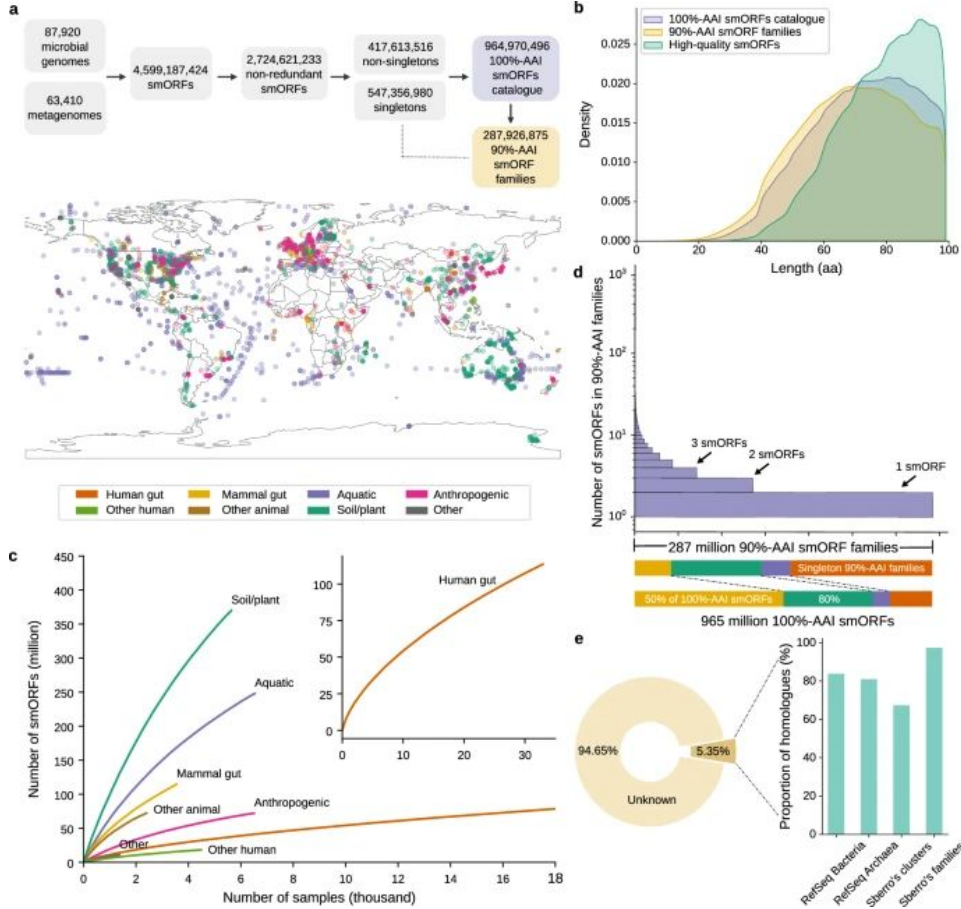 a
87,920
microbial
genomes
63,410
metagenomes
4,599,187,424
smORFs
2,724,621,233
non-redundant
smORFs
417,613,516
non-singletons
547,356,980
singletons
964,970,496
100%-AAI
smORFs
catalogue
287,926,875
90%-AAI
smORF
families
Human gut
Mammal gut
Aquatic
Anthropogenic
Other human
Other animal
Soil/plant
Other
b
100%-AAI smORFs catalogue
90%-AAI smORF families
High-quality smORFs
Density
0.025
0.020
0.015
0.010
0.005
0.000
0 20 40 60 80 100
Length (aa)
c
Number of smORFs (million)
450
400
350
300
250
200
150
100
50
0
Soil/plant
Aquatic
Mammal gut
Other animal
Anthropogenic
Other
Other human
0 2 4 6 8 10 12 14 16 18
Number of samples (thousand)
100
75
50
25
0
Human gut
0 10 20 30
d
Number of smORFs in 90%-AAI families
10³
10²
10¹
10⁰
3 smORFs
2 smORFs
1 smORF
287 million 90%-AAI smORF families
Singleton 90%-AAI families
50% of 100%-AAI smORFs
80%
965 million 100%-AAI smORFs
e
94.65%
5.35%
Unknown
Proportion of homologues (%)
100
80
60
40
20
0
RefSeq Bacteria
RefSeq Archaea
Sberro's clusters
Sberro's families